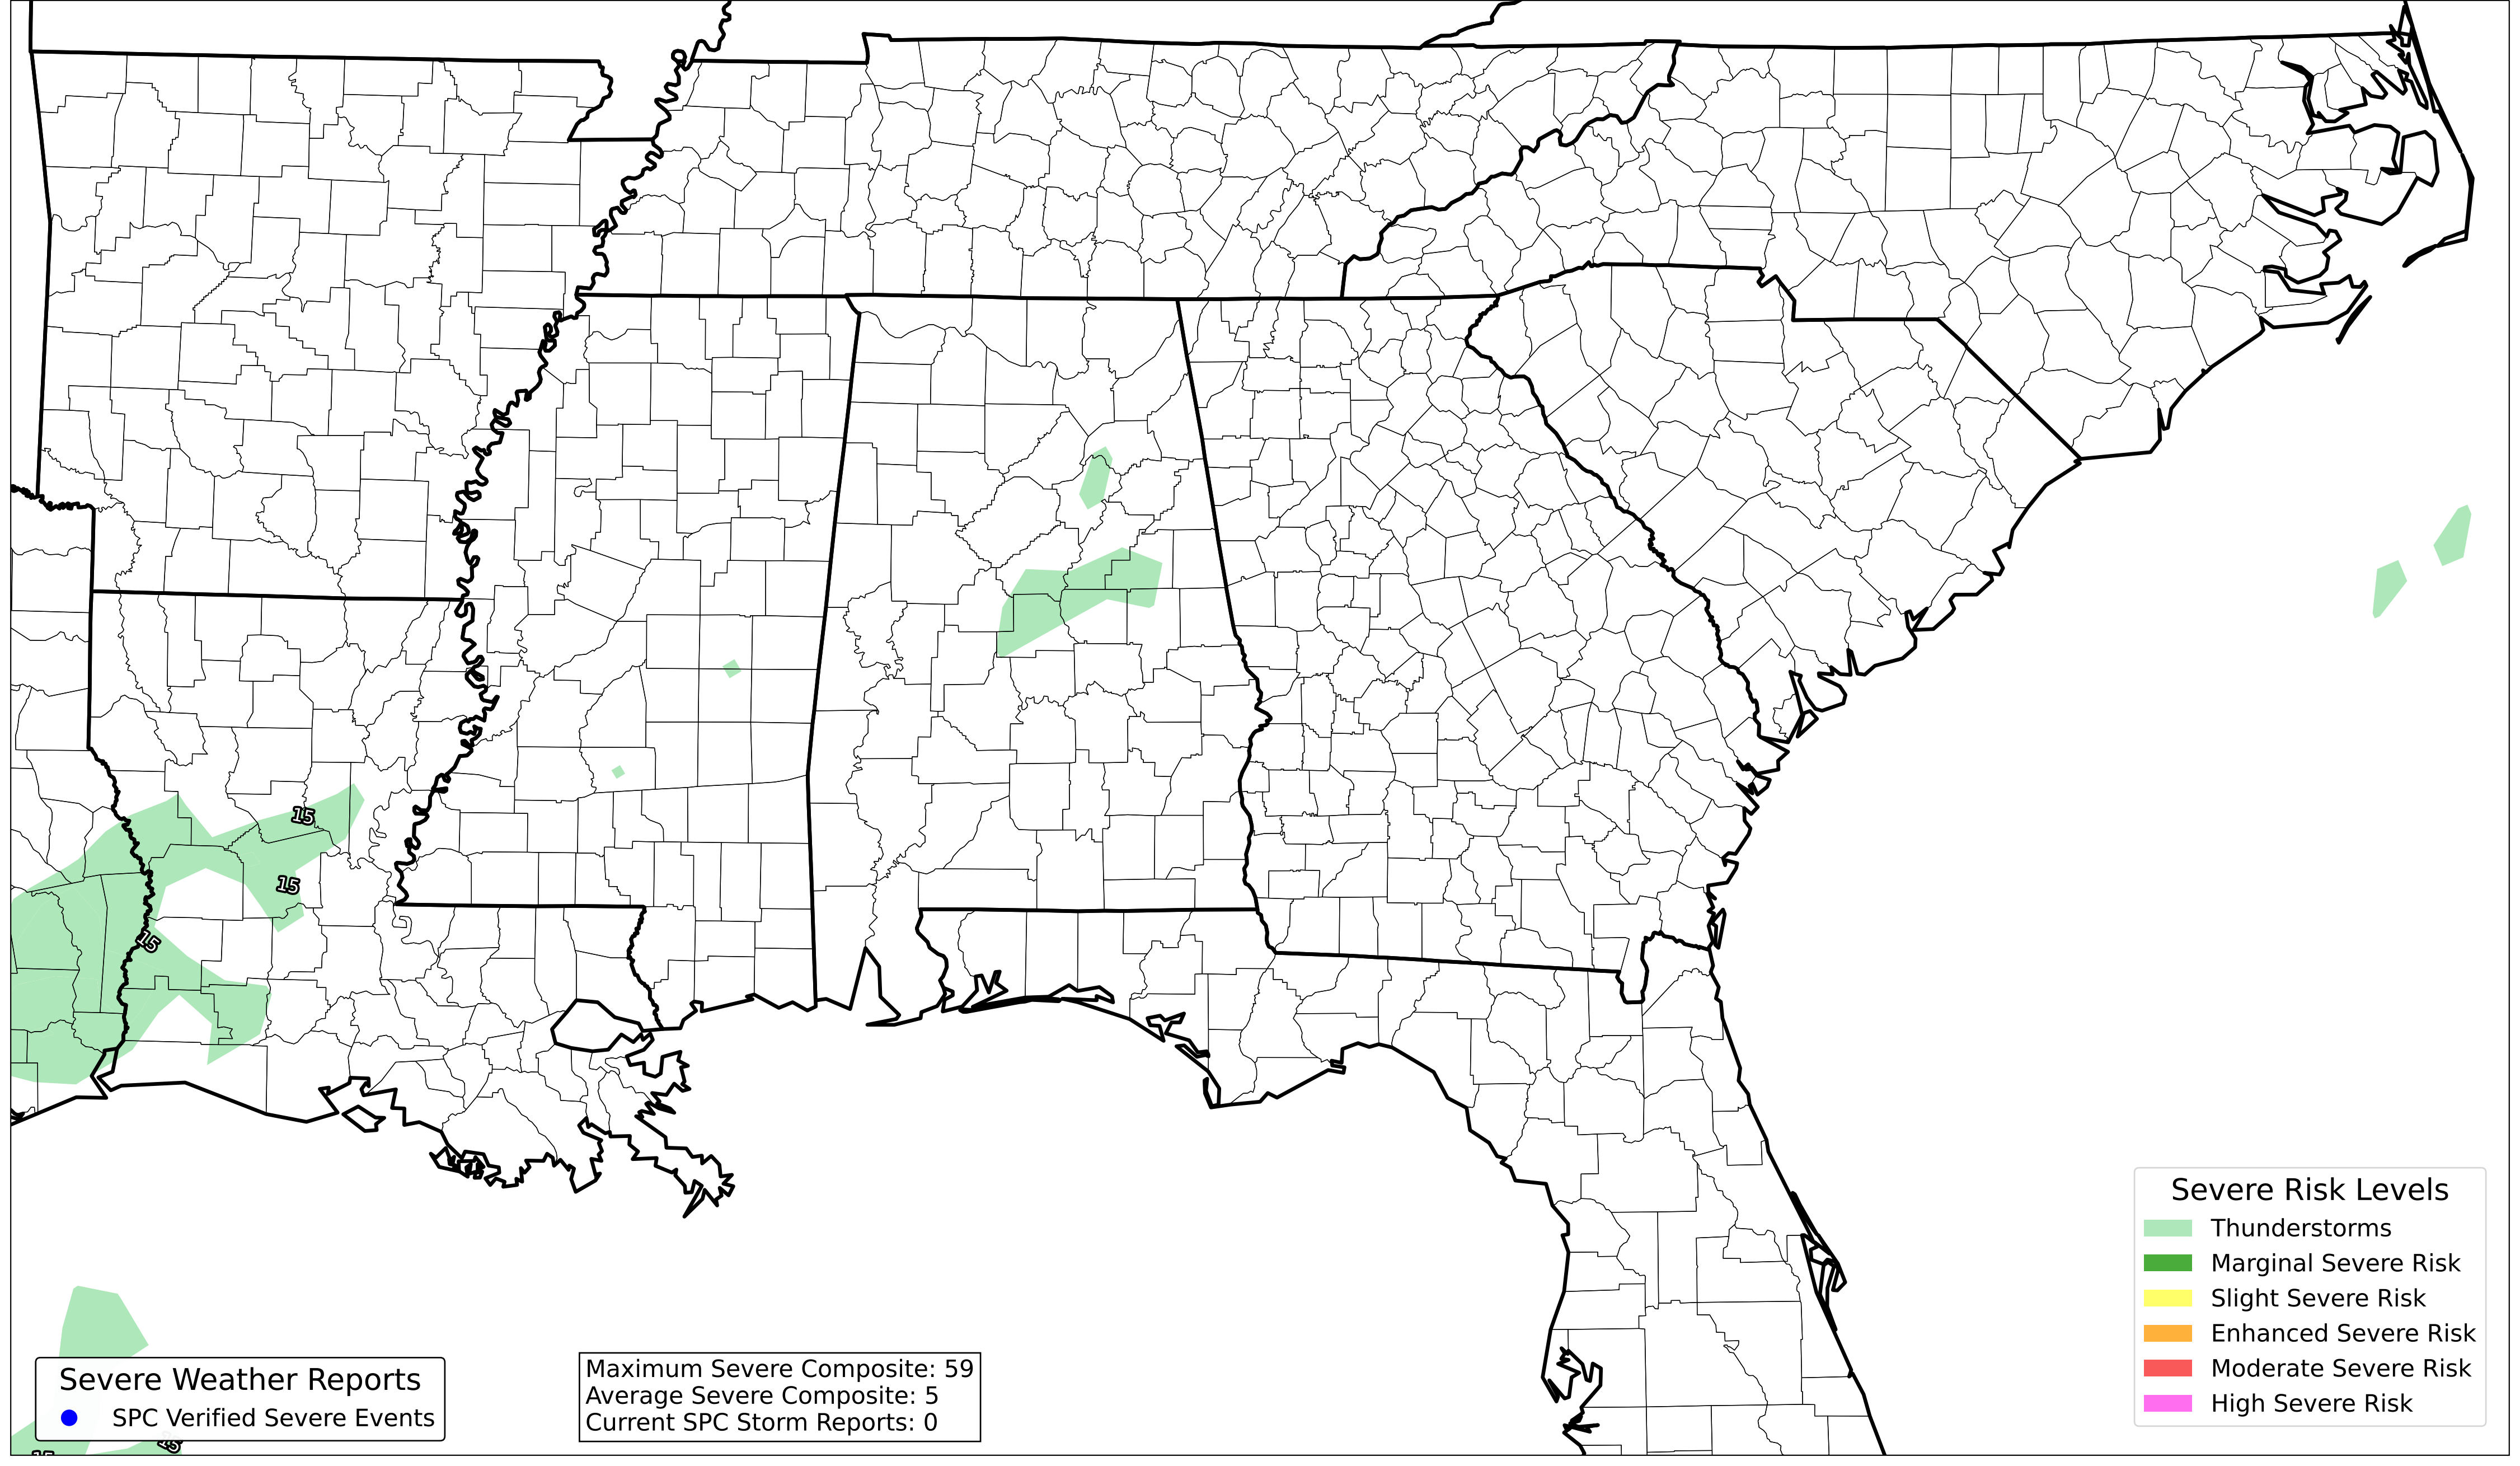 15
15
15
Severe Risk Levels
Thunderstorms
Marginal Severe Risk
Slight Severe Risk
Enhanced Severe Risk
Moderate Severe Risk
High Severe Risk
Severe Weather Reports
SPC Verified Severe Events
Maximum Severe Composite: 59
Average Severe Composite: 5
Current SPC Storm Reports: 0
15